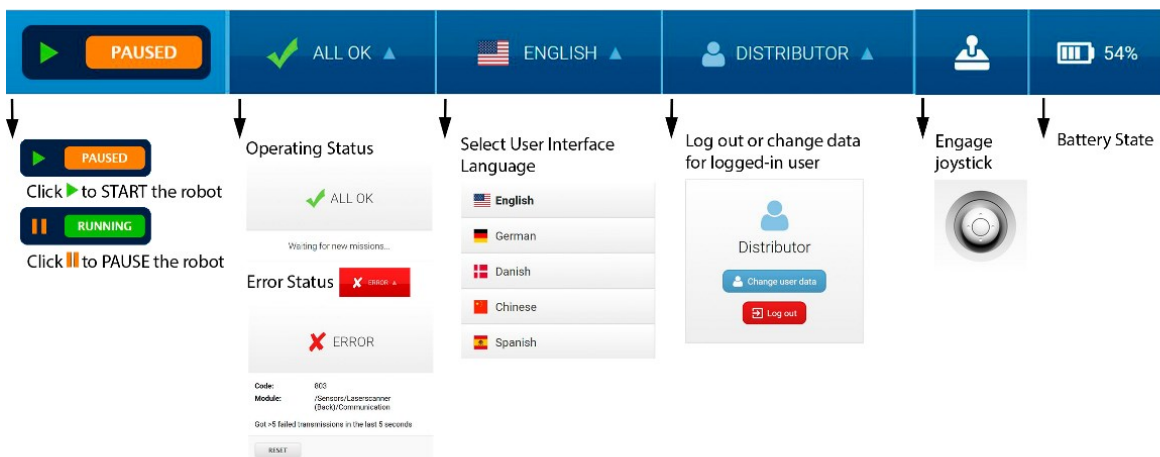 PAUSED
ALL OK
ENGLISH
DISTRIBUTOR
54%
PAUSED
Click to START the robot
RUNNING
Click to PAUSE the robot
Operating Status
ALL OK
Waiting for new missions...
Error Status
ERROR
ERROR
Code: 803
Module: /Sensors/Laserscanner
(Back)/Communication
Got >5 failed transmissions in the last 5 seconds
RESET
Select User Interface
Language
English
German
Danish
Chinese
Spanish
Log out or change data
for logged-in user
Distributor
Change user data
Log out
Engage
joystick
Battery State